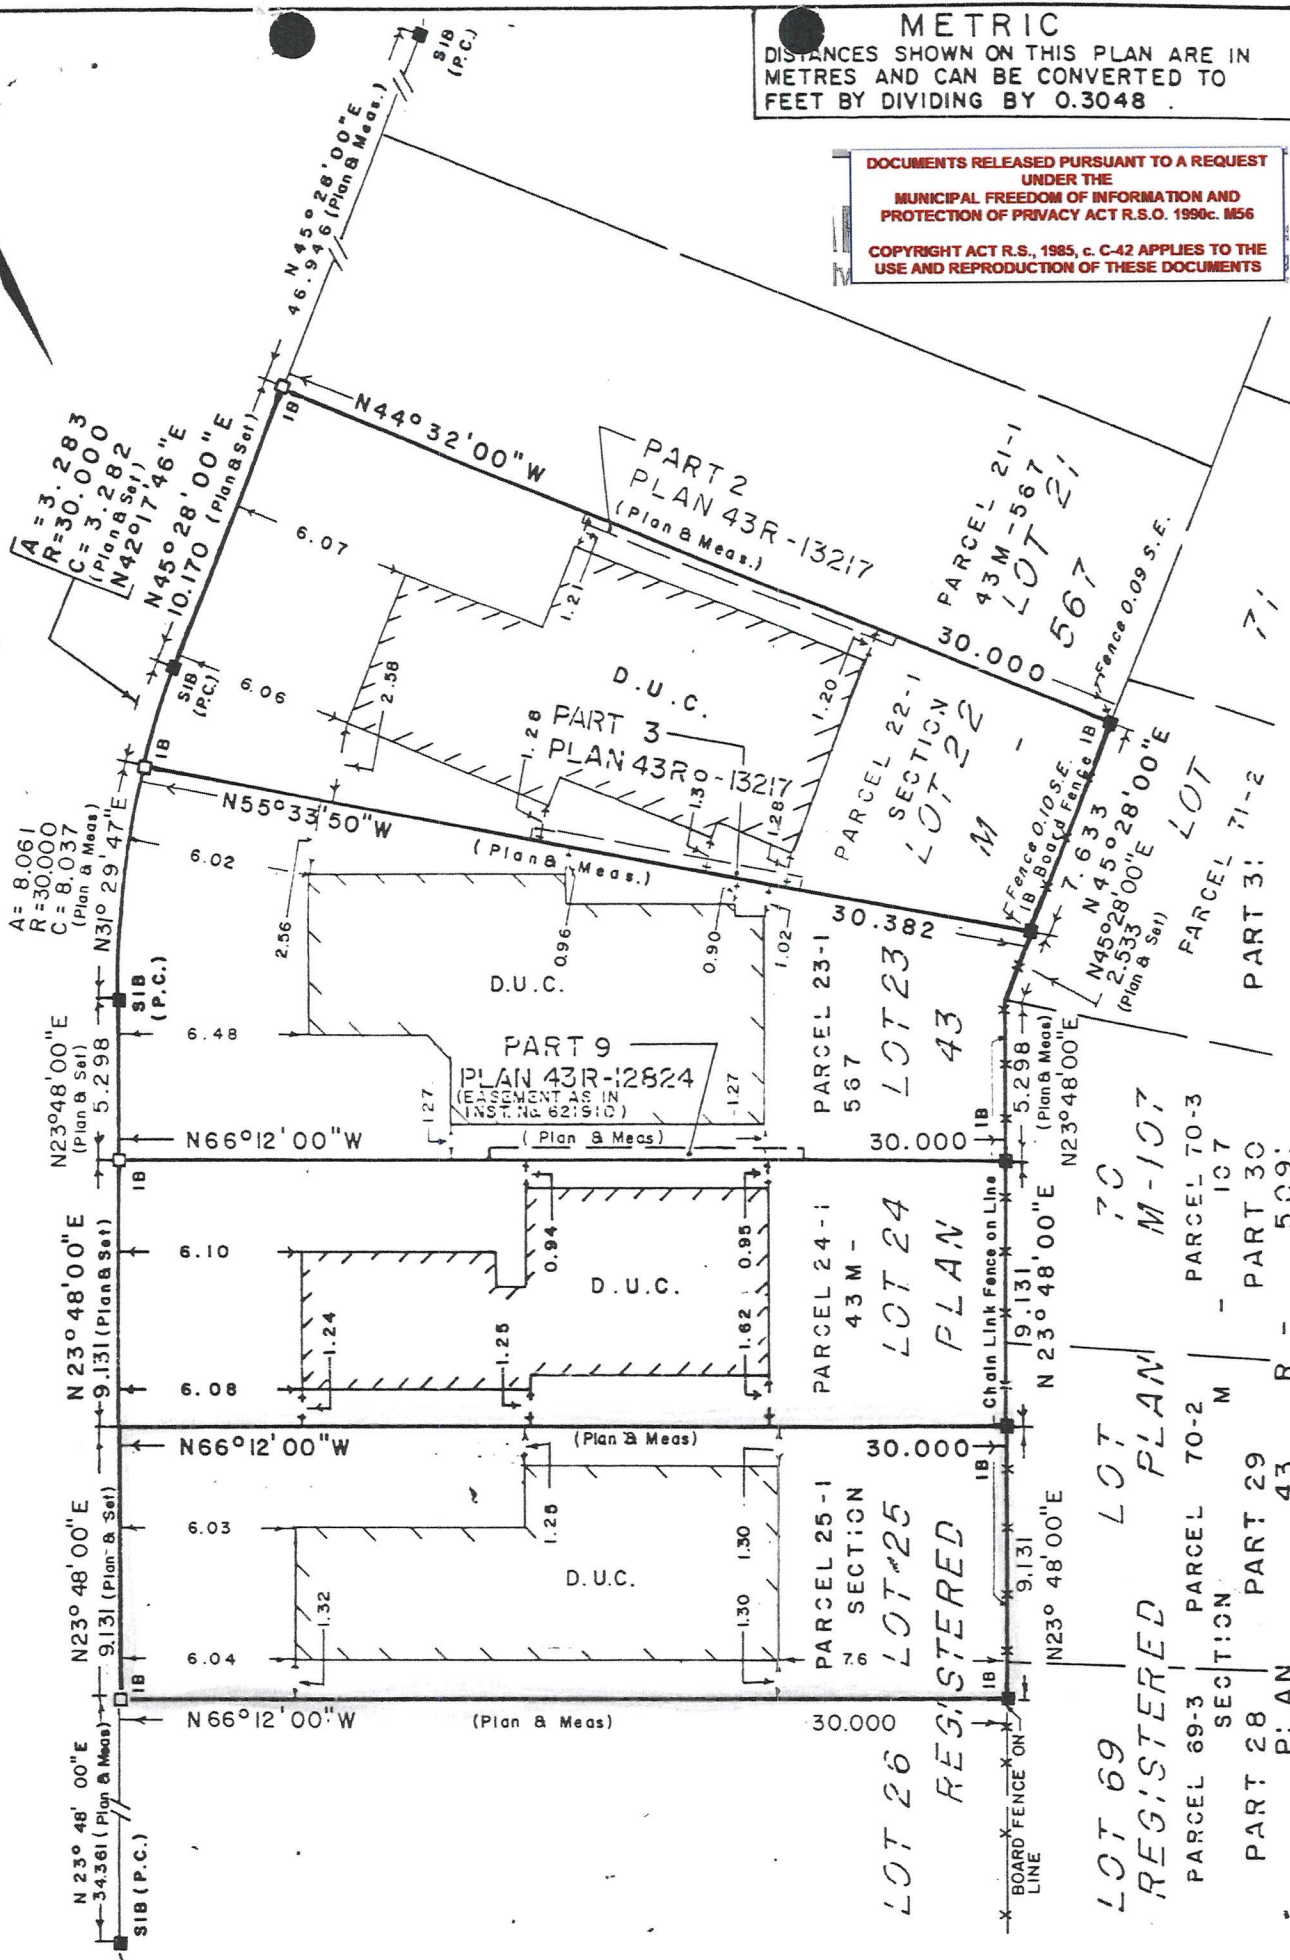 METRIC
DISTANCES SHOWN ON THIS PLAN ARE IN
METRES AND CAN BE CONVERTED TO
FEET BY DIVIDING BY 0.3048 .
DOCUMENTS RELEASED PURSUANT TO A REQUEST
UNDER THE
MUNICIPAL FREEDOM OF INFORMATION AND
PROTECTION OF PRIVACY ACT R.S.O. 1990c. M56
COPYRIGHT ACT R.S., 1985, c. C-42 APPLIES TO THE
USE AND REPRODUCTION OF THESE DOCUMENTS
SIB
(P.C.)
N 45° 28' 00" E
46.946 (Plan & Meas.)
IB
N44° 32' 00" W
PART 2
PLAN 43R-13217
(Plan & Meas.)
PARCEL 21-1
43 M-567
LOT 21
567
30.000
Fence 0.09 S.E.
71
A = 3.283
R=30.000
C = 3.282
(Plan & Set)
N42° 17' 46" E
N45° 28' 00" E
10.170 (Plan & Set)
6.07
1.21
SIB
(P.C.)
6.06
2.58
D.U.C.
1.20
1.28
PART 3
PLAN 43R-13217
1.30
1.28
PARCEL 22-1
SECTION
LOT 22
M -
IB
IB
N55° 33' 50" W
(Plan & Meas.)
30.382
Fence 0.10 S.E.
IB
Board Fence
7.633
N 45° 28' 00" E
N45° 28' 00" E
2.533
(Plan & Set)
LOT
PARCEL 71-2
PART 31
A = 8.061
R=30.000
C = 8.037
(Plan & Meas)
N31° 29' 47" E
6.02
2.56
0.96
0.90
1.02
D.U.C.
SIB
(P.C.)
6.48
N23° 48' 00" E
(Plan & Set)
5.298
PART 9
PLAN 43R-12824
(EASEMENT AS IN
INST. No. 621910)
1.27
1.27
PARCEL 23-1
567
LOT 23
43
5.298
(Plan & Meas)
N23° 48' 00" E
IB
N66° 12' 00" W
(Plan & Meas)
30.000
IB
N 23° 48' 00" E
9.131 (Plan & Set)
6.10
0.94
0.95
D.U.C.
1.24
1.25
1.62
6.08
PARCEL 24-1
43 M -
LOT 24
PLAN
Chain Link Fence on Line
9.131
N 23° 48' 00" E
70
M-107
PARCEL 70-3
107
PART 30
N66° 12' 00" W
(Plan & Meas)
30.000
IB
N23° 48' 00" E
9.131 (Plan & Set)
6.03
1.25
1.30
D.U.C.
1.32
1.30
6.04
7.6
PARCEL 25-1
SECTION
LOT 25
REGISTERED
9.131
N23° 48' 00" E
LOT
PLAN
PARCEL 70-2
M -
PART 29
43 R -
IB
N66° 12' 00" W
(Plan & Meas)
30.000
IB
N 23° 48' 00" E
34.361 (Plan & Meas)
SIB (P.C.)
LOT 26
BOARD FENCE ON
LINE
LOT 69
REGISTERED
PARCEL 69-3
SECTION
PART 28
PLAN